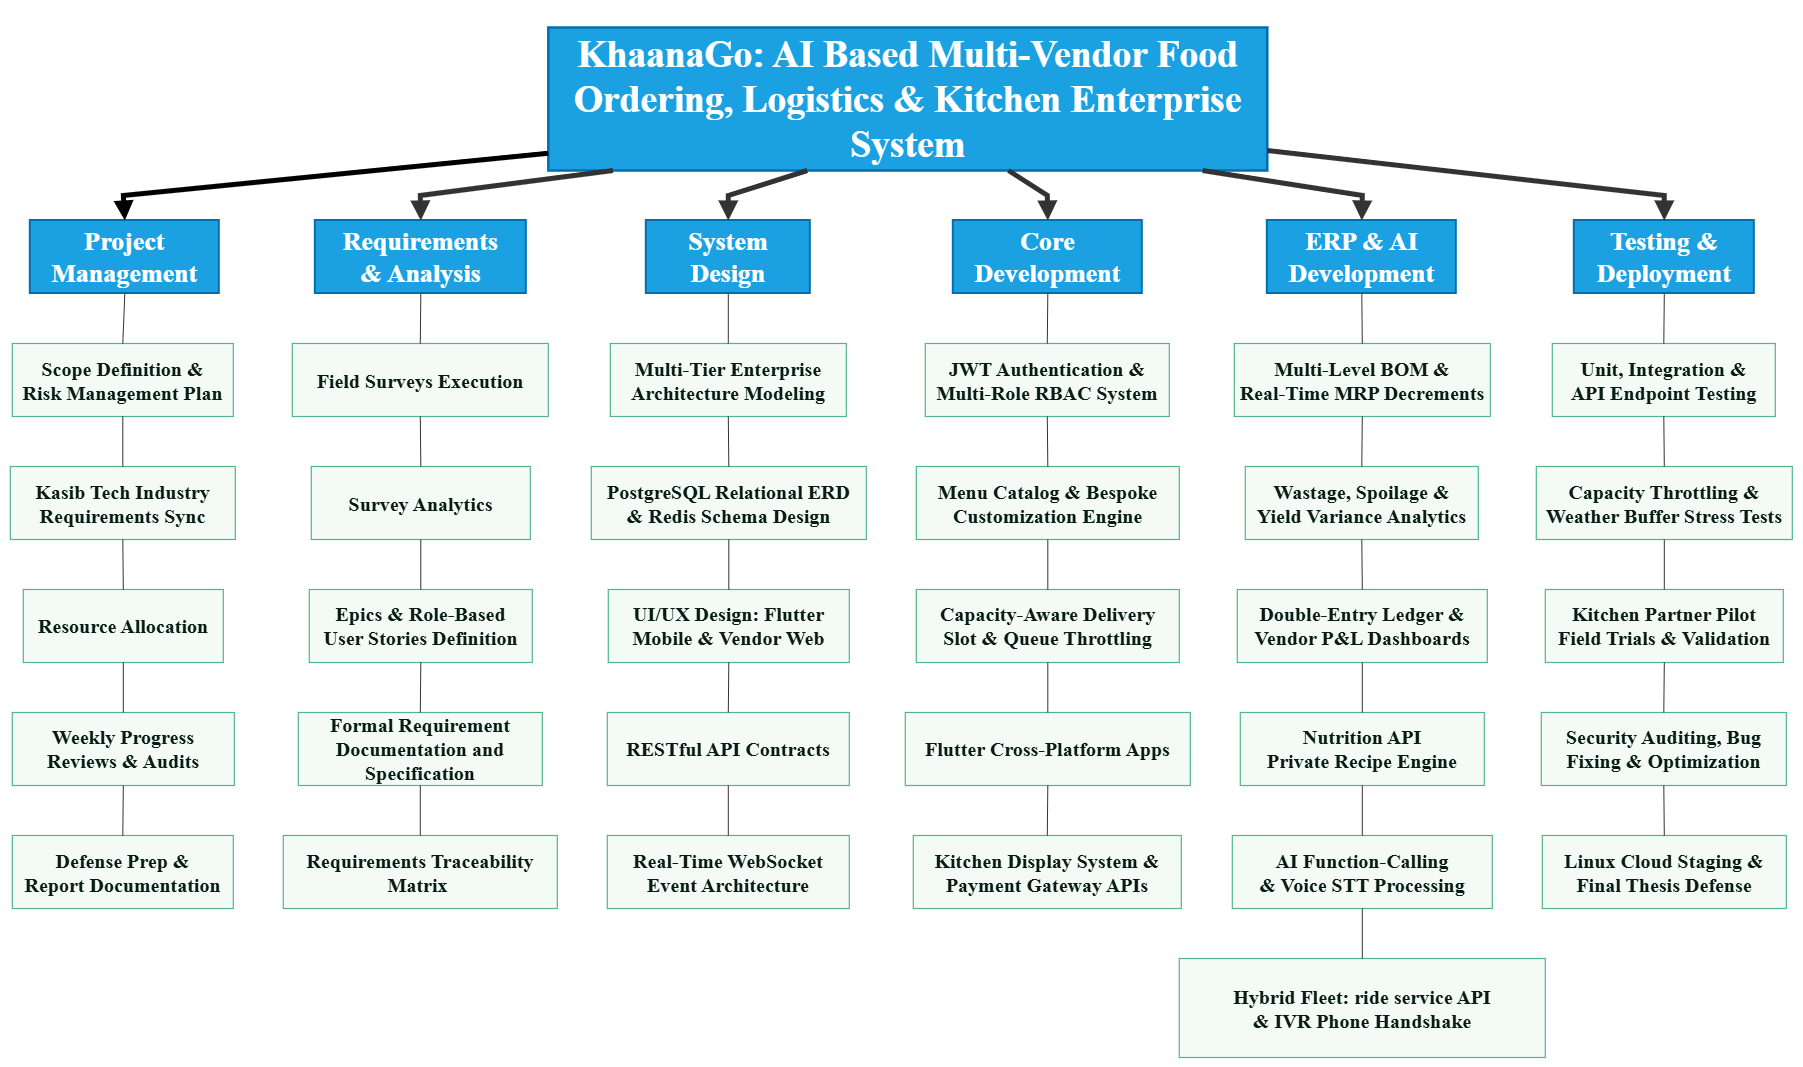 KhaanaGo: AI Based Multi-Vendor Food
Ordering, Logistics & Kitchen Enterprise
System
Project
Management
Requirements
& Analysis
System
Design
Core
Development
ERP & AI
Development
Testing &
Deployment
Scope Definition &
Risk Management Plan
Kasib Tech Industry
Requirements Sync
Resource Allocation
Weekly Progress
Reviews & Audits
Defense Prep &
Report Documentation
Field Surveys Execution
Survey Analytics
Epics & Role-Based
User Stories Definition
Formal Requirement
Documentation and
Specification
Requirements Traceability
Matrix
Multi-Tier Enterprise
Architecture Modeling
PostgreSQL Relational ERD
& Redis Schema Design
UI/UX Design: Flutter
Mobile & Vendor Web
RESTful API Contracts
Real-Time WebSocket
Event Architecture
JWT Authentication &
Multi-Role RBAC System
Menu Catalog & Bespoke
Customization Engine
Capacity-Aware Delivery
Slot & Queue Throttling
Flutter Cross-Platform Apps
Kitchen Display System &
Payment Gateway APIs
Multi-Level BOM &
Real-Time MRP Decrements
Wastage, Spoilage &
Yield Variance Analytics
Double-Entry Ledger &
Vendor P&L Dashboards
Nutrition API
Private Recipe Engine
AI Function-Calling
& Voice STT Processing
Hybrid Fleet: ride service API
& IVR Phone Handshake
Unit, Integration &
API Endpoint Testing
Capacity Throttling &
Weather Buffer Stress Tests
Kitchen Partner Pilot
Field Trials & Validation
Security Auditing, Bug
Fixing & Optimization
Linux Cloud Staging &
Final Thesis Defense